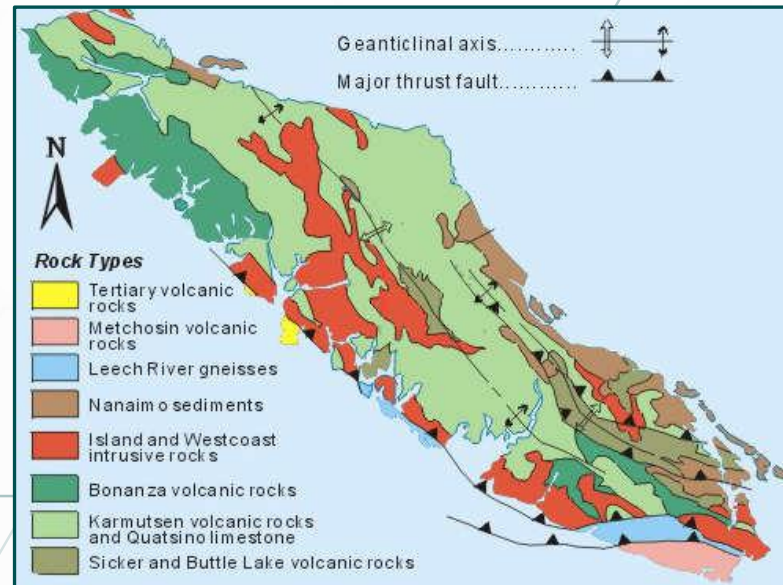 Geanticlinal axis...........
Major thrust fault...........
N
Rock Types
Tertiary volcanic
rocks
Metchosin volcanic
rocks
Leech River gneisses
Nanaimo sediments
Island and Westcoast
intrusive rocks
Bonanza volcanic rocks
Karmutsen volcanic rocks
and Quatsino limestone
Sicker and Buttle Lake volcanic rocks